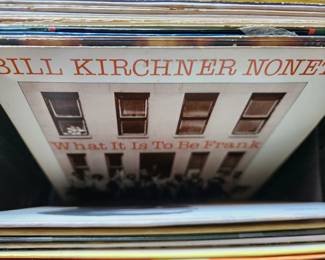 BILL KIRCHNER NONET
What It Is To Be Frank